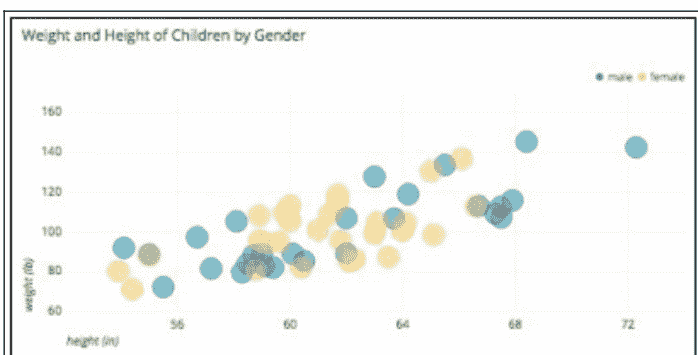 Weight and Height of Children by Gender
male female
160
140
120
100
80
60
weight (lb)
56 60 64 68 72
height (in)